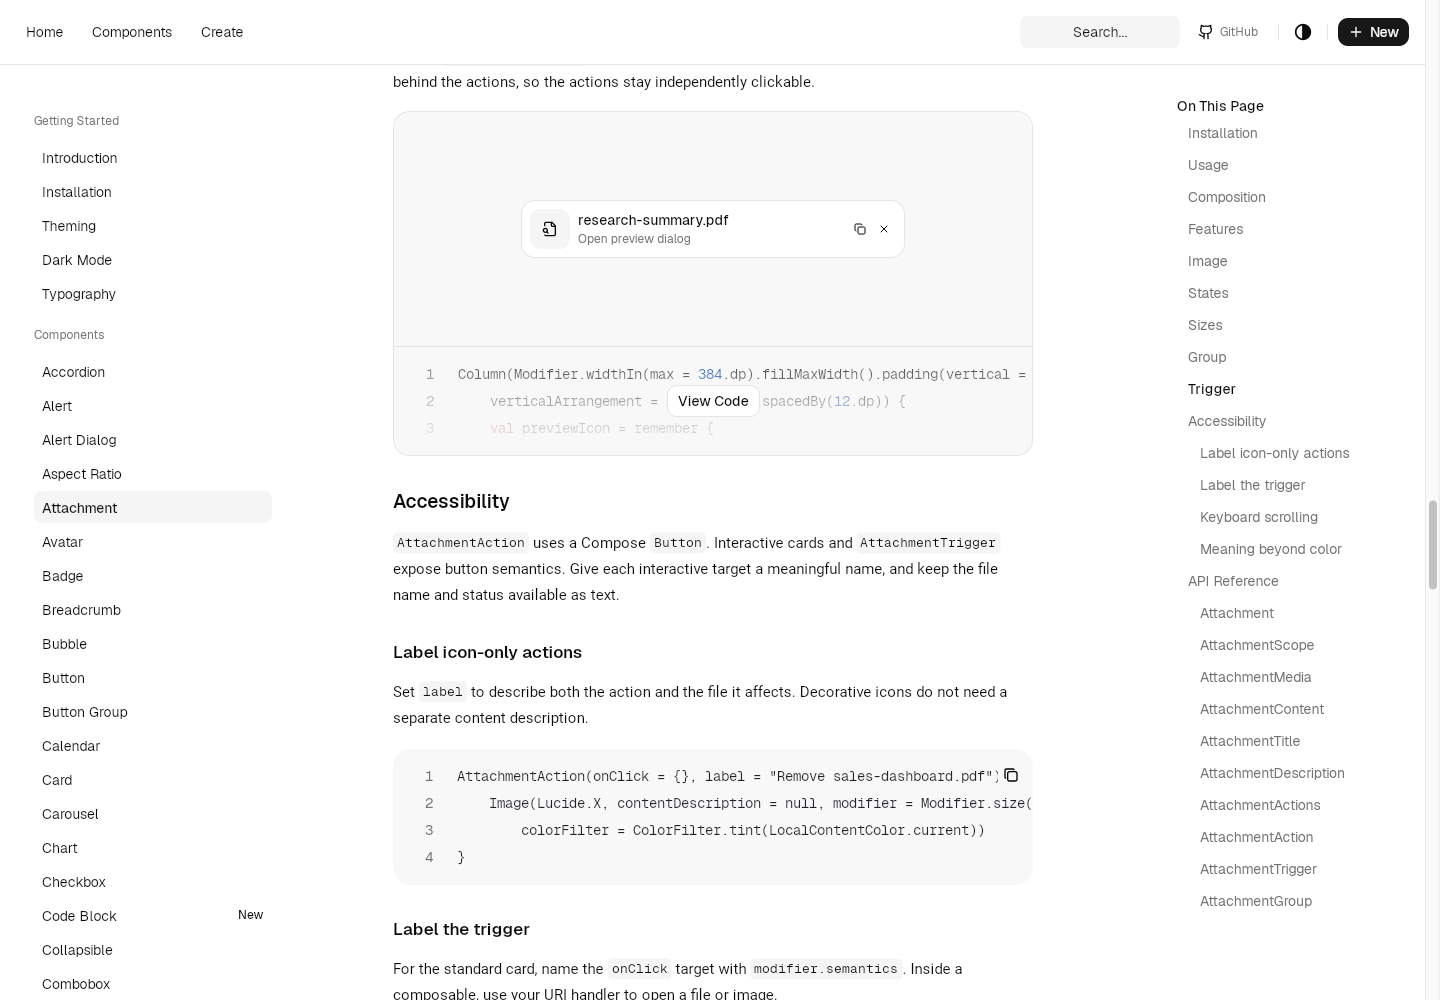 Home
Components
Create
Search...
GitHub
New
Getting Started
Introduction
Installation
Theming
Dark Mode
Typography
Components
Accordion
Alert
Alert Dialog
Aspect Ratio
Attachment
Avatar
Badge
Breadcrumb
Bubble
Button
Button Group
Calendar
Card
Carousel
Chart
Checkbox
Code Block New
Collapsible
Combobox
behind the actions, so the actions stay independently clickable.
research-summary.pdf
Open preview dialog
1 Column(Modifier.widthIn(max = 384.dp).fillMaxWidth().padding(vertical =
2 verticalArrangement = spacedBy(12.dp)) {
View Code
3 val previewIcon = remember {
Accessibility
AttachmentAction uses a Compose Button. Interactive cards and AttachmentTrigger
expose button semantics. Give each interactive target a meaningful name, and keep the file
name and status available as text.
Label icon-only actions
Set label to describe both the action and the file it affects. Decorative icons do not need a
separate content description.
1 AttachmentAction(onClick = {}, label = "Remove sales-dashboard.pdf")
2 Image(Lucide.X, contentDescription = null, modifier = Modifier.size(
3 colorFilter = ColorFilter.tint(LocalContentColor.current))
4 }
Label the trigger
For the standard card, name the onClick target with modifier.semantics. Inside a
composable, use your URI handler to open a file or image.
On This Page
Installation
Usage
Composition
Features
Image
States
Sizes
Group
Trigger
Accessibility
Label icon-only actions
Label the trigger
Keyboard scrolling
Meaning beyond color
API Reference
Attachment
AttachmentScope
AttachmentMedia
AttachmentContent
AttachmentTitle
AttachmentDescription
AttachmentActions
AttachmentAction
AttachmentTrigger
AttachmentGroup